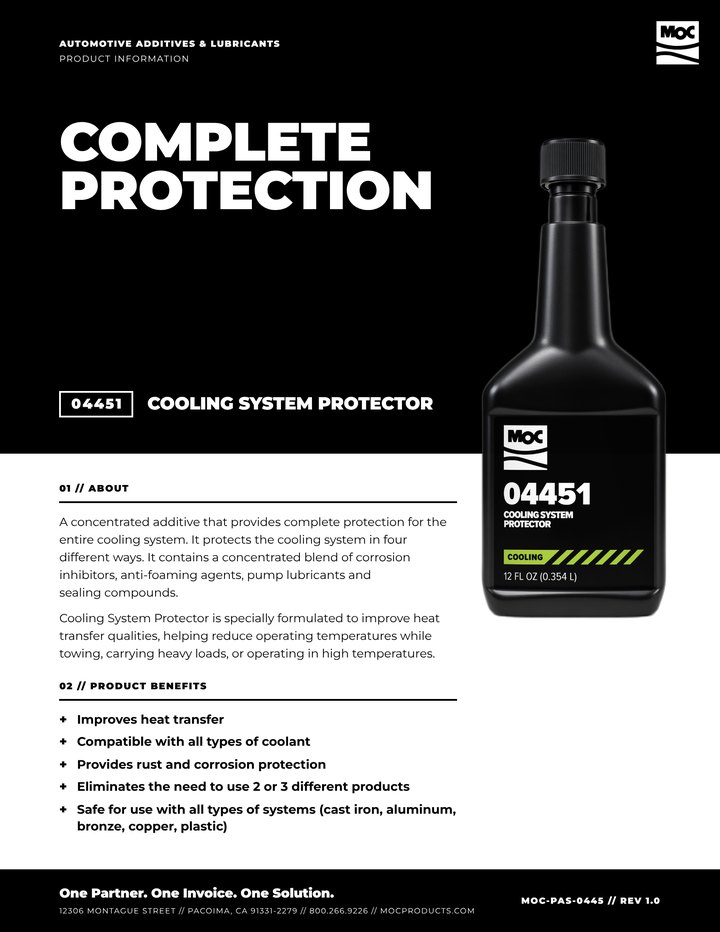 AUTOMOTIVE ADDITIVES & LUBRICANTS
PRODUCT INFORMATION
MOC
COMPLETE
PROTECTION
04451
COOLING SYSTEM PROTECTOR
01 // ABOUT
A concentrated additive that provides complete protection for the
entire cooling system. It protects the cooling system in four
different ways. It contains a concentrated blend of corrosion
inhibitors, anti-foaming agents, pump lubricants and
sealing compounds.
Cooling System Protector is specially formulated to improve heat
transfer qualities, helping reduce operating temperatures while
towing, carrying heavy loads, or operating in high temperatures.
MOC
04451
COOLING SYSTEM
PROTECTOR
COOLING
12 FL OZ (0.354 L)
02 // PRODUCT BENEFITS
+ Improves heat transfer
+ Compatible with all types of coolant
+ Provides rust and corrosion protection
+ Eliminates the need to use 2 or 3 different products
+ Safe for use with all types of systems (cast iron, aluminum,
bronze, copper, plastic)
One Partner. One Invoice. One Solution.
12306 MONTAGUE STREET // PACOIMA, CA 91331-2279 // 800.266.9226 // MOCPRODUCTS.COM
MOC-PAS-0445 // REV 1.0